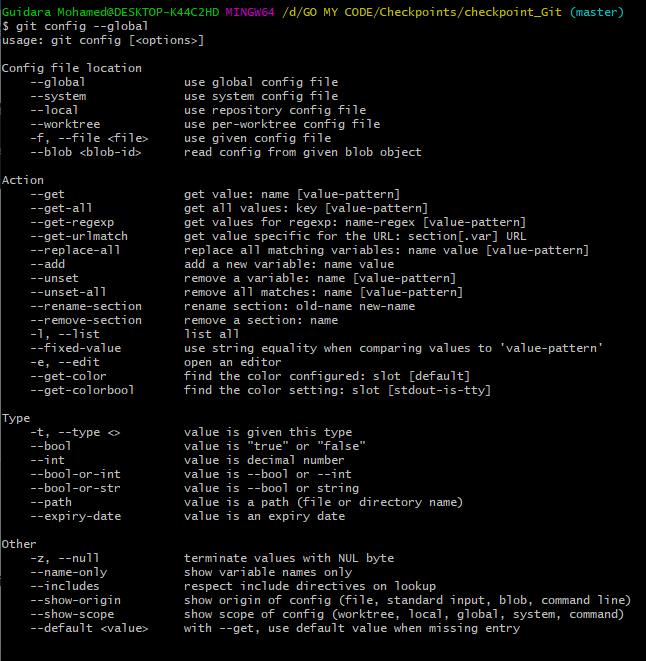 Guidara Mohamed@DESKTOP-K44C2HD MINGW64 /d/GO MY CODE/Checkpoints/checkpoint_Git (master)
$ git config --global
usage: git config [<options>]

Config file location
    --global              use global config file
    --system              use system config file
    --local               use repository config file
    --worktree            use per-worktree config file
    -f, --file <file>     use given config file
    --blob <blob-id>      read config from given blob object

Action
    --get                 get value: name [value-pattern]
    --get-all             get all values: key [value-pattern]
    --get-regexp          get values for regexp: name-regex [value-pattern]
    --get-urlmatch        get value specific for the URL: section[.var] URL
    --replace-all         replace all matching variables: name value [value-pattern]
    --add                 add a new variable: name value
    --unset               remove a variable: name [value-pattern]
    --unset-all           remove all matches: name [value-pattern]
    --rename-section      rename section: old-name new-name
    --remove-section      remove a section: name
    -l, --list            list all
    --fixed-value         use string equality when comparing values to 'value-pattern'
    -e, --edit            open an editor
    --get-color           find the color configured: slot [default]
    --get-colorbool       find the color setting: slot [stdout-is-tty]

Type
    -t, --type <>         value is given this type
    --bool                value is "true" or "false"
    --int                 value is decimal number
    --bool-or-int         value is --bool or --int
    --bool-or-str         value is --bool or string
    --path                value is a path (file or directory name)
    --expiry-date         value is an expiry date

Other
    -z, --null            terminate values with NUL byte
    --name-only           show variable names only
    --includes            respect include directives on lookup
    --show-origin         show origin of config (file, standard input, blob, command line)
    --show-scope          show scope of config (worktree, local, global, system, command)
    --default <value>     with --get, use default value when missing entry